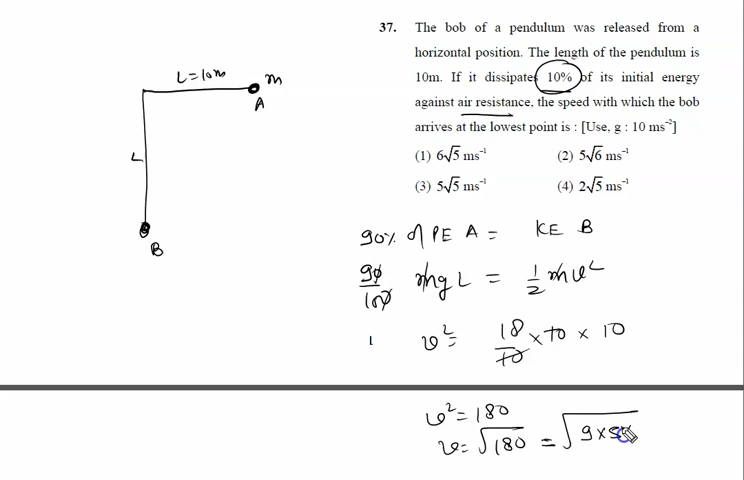 37. The bob of a pendulum was released from a
horizontal position. The length of the pendulum is
10m. If it dissipates 10% of its initial energy
against air resistance, the speed with which the bob
arrives at the lowest point is : [Use, g : 10 ms⁻²]
(1) 6√5 ms⁻¹ (2) 5√6 ms⁻¹
(3) 5√5 ms⁻¹ (4) 2√5 ms⁻¹
L=10m m
A
L
B
90% of PE A = KE B
90/100 mgL = 1/2 mv²
v² = 18/10 × 10 × 10
v² = 180
v = √180 = √9×